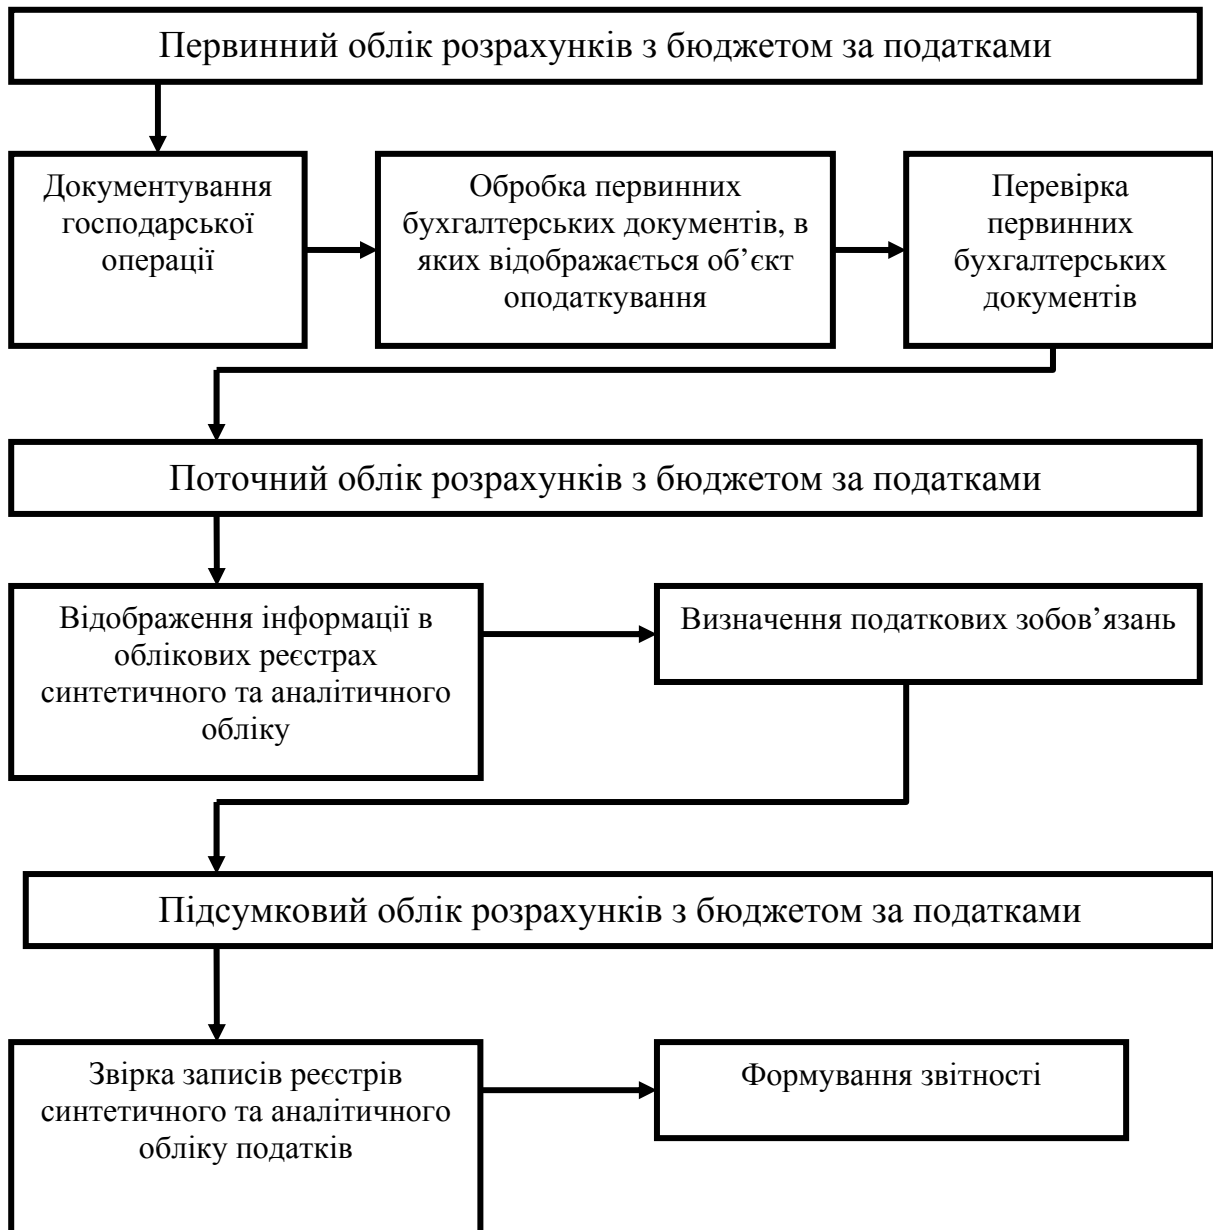 Первинний облік розрахунків з бюджетом за податками
Документування
господарської
операції
Обробка первинних
бухгалтерських документів, в
яких відображається об’єкт
оподаткування
Перевірка
первинних
бухгалтерських
документів
Поточний облік розрахунків з бюджетом за податками
Відображення інформації в
облікових реєстрах
синтетичного та аналітичного
обліку
Визначення податкових зобов’язань
Підсумковий облік розрахунків з бюджетом за податками
Звірка записів реєстрів
синтетичного та аналітичного
обліку податків
Формування звітності